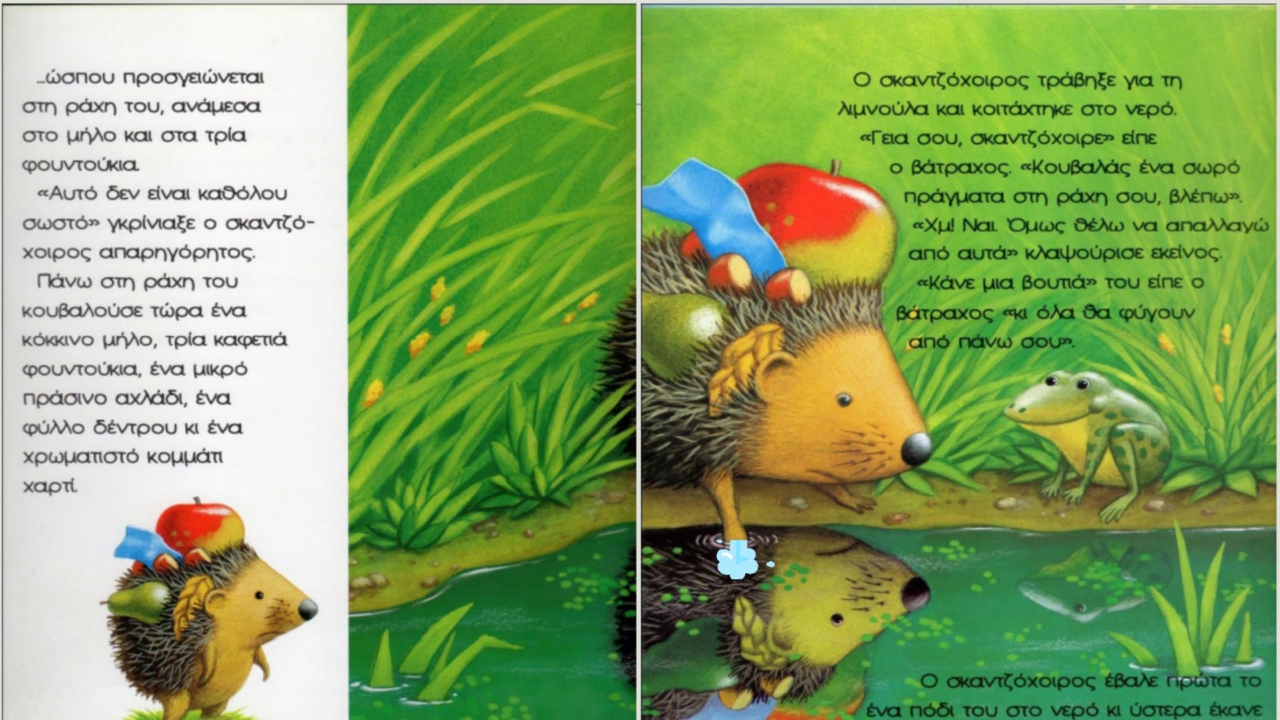 ...ώσπου προσγειώνεται
στη ράχη του, ανάμεσα
στο μήλο και στα τρία
φουντούκια.
«Αυτό δεν είναι καθόλου
σωστό» γκρίνιαξε ο σκαντζό-
χοιρος απαρηγόρητος.
Πάνω στη ράχη του
κουβαλούσε τώρα ένα
κόκκινο μήλο, τρία καφετιά
φουντούκια, ένα μικρό
πράσινο αχλάδι, ένα
φύλλο δέντρου κι ένα
χρωματιστό κομμάτι
χαρτί.
Ο σκαντζόχοιρος τράβηξε για τη
λιμνούλα και κοιτάχτηκε στο νερό.
«Γεια σου, σκαντζόχοιρε» είπε
ο βάτραχος. «Κουβαλάς ένα σωρό
πράγματα στη ράχη σου, βλέπω».
«Χμ! Ναι. Όμως θέλω να απαλλαγώ
από αυτά» κλαψούρισε εκείνος.
«Κάνε μια βουτιά» του είπε ο
βάτραχος «κι όλα θα φύγουν
από πάνω σου».
Ο σκαντζόχοιρος έβαλε πρώτα το
ένα πόδι του στο νερό κι ύστερα έκανε